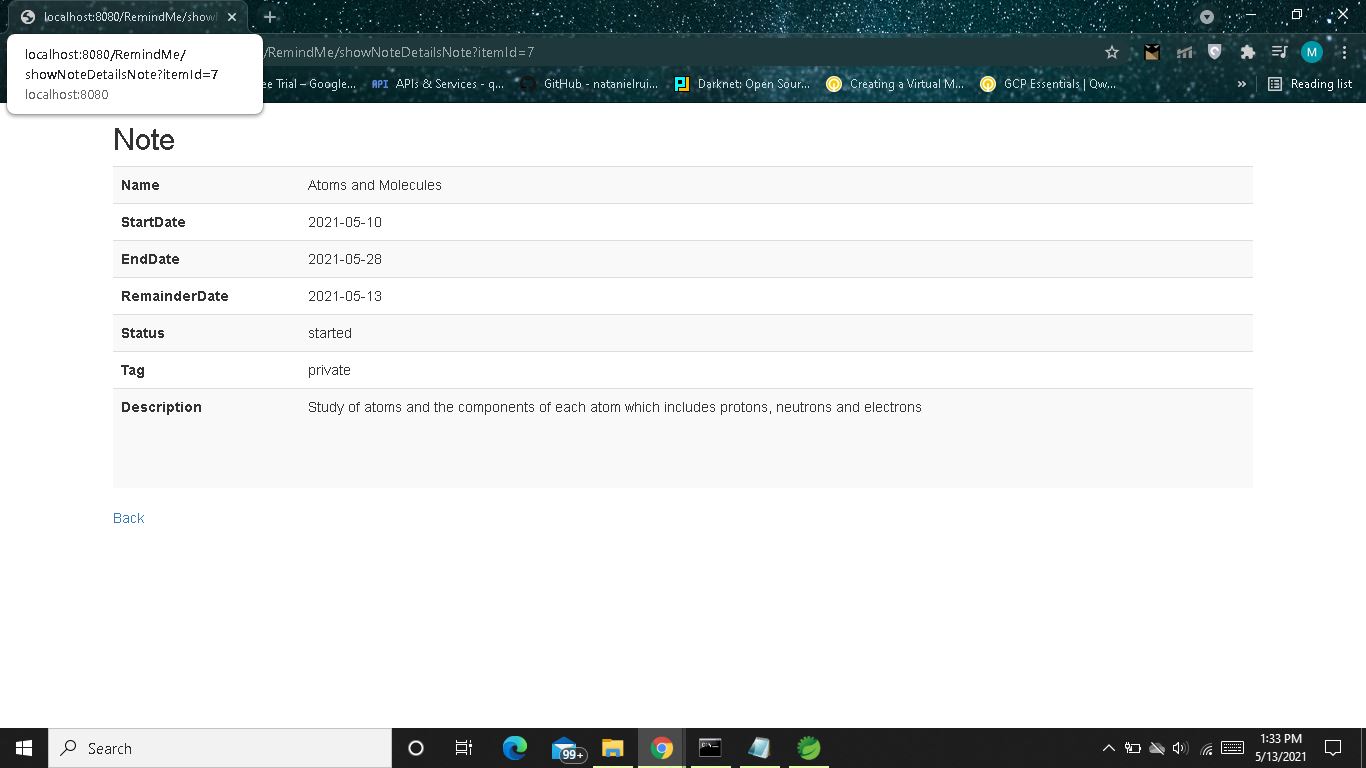 localhost:8080/RemindMe/show
localhost:8080/RemindMe/
showNoteDetailsNote?itemId=7
localhost:8080
/RemindMe/showNoteDetailsNote?itemId=7
M
ee Trial – Google...
API APIs & Services - q...
GitHub - natanielrui...
Darknet: Open Sour...
Creating a Virtual M...
GCP Essentials | Qw...
»
Reading list
Note
Name Atoms and Molecules
StartDate 2021-05-10
EndDate 2021-05-28
RemainderDate 2021-05-13
Status started
Tag private
Description Study of atoms and the components of each atom which includes protons, neutrons and electrons
Back
Search
99+
1:33 PM
5/13/2021